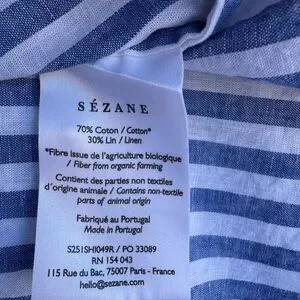 SÉZANE
70% Coton / Cotton*
30% Lin / Linen
*Fibre issue de l'agriculture biologique
/ Fiber from organic farming
Contient des parties non textiles
d'origine animale / Contains non-textile
parts of animal origin
Fabriqué au Portugal
Made in Portugal
S251SHI049R / PO 33089
RN 154 043
115 Rue du Bac, 75007 Paris - France
hello@sezane.com